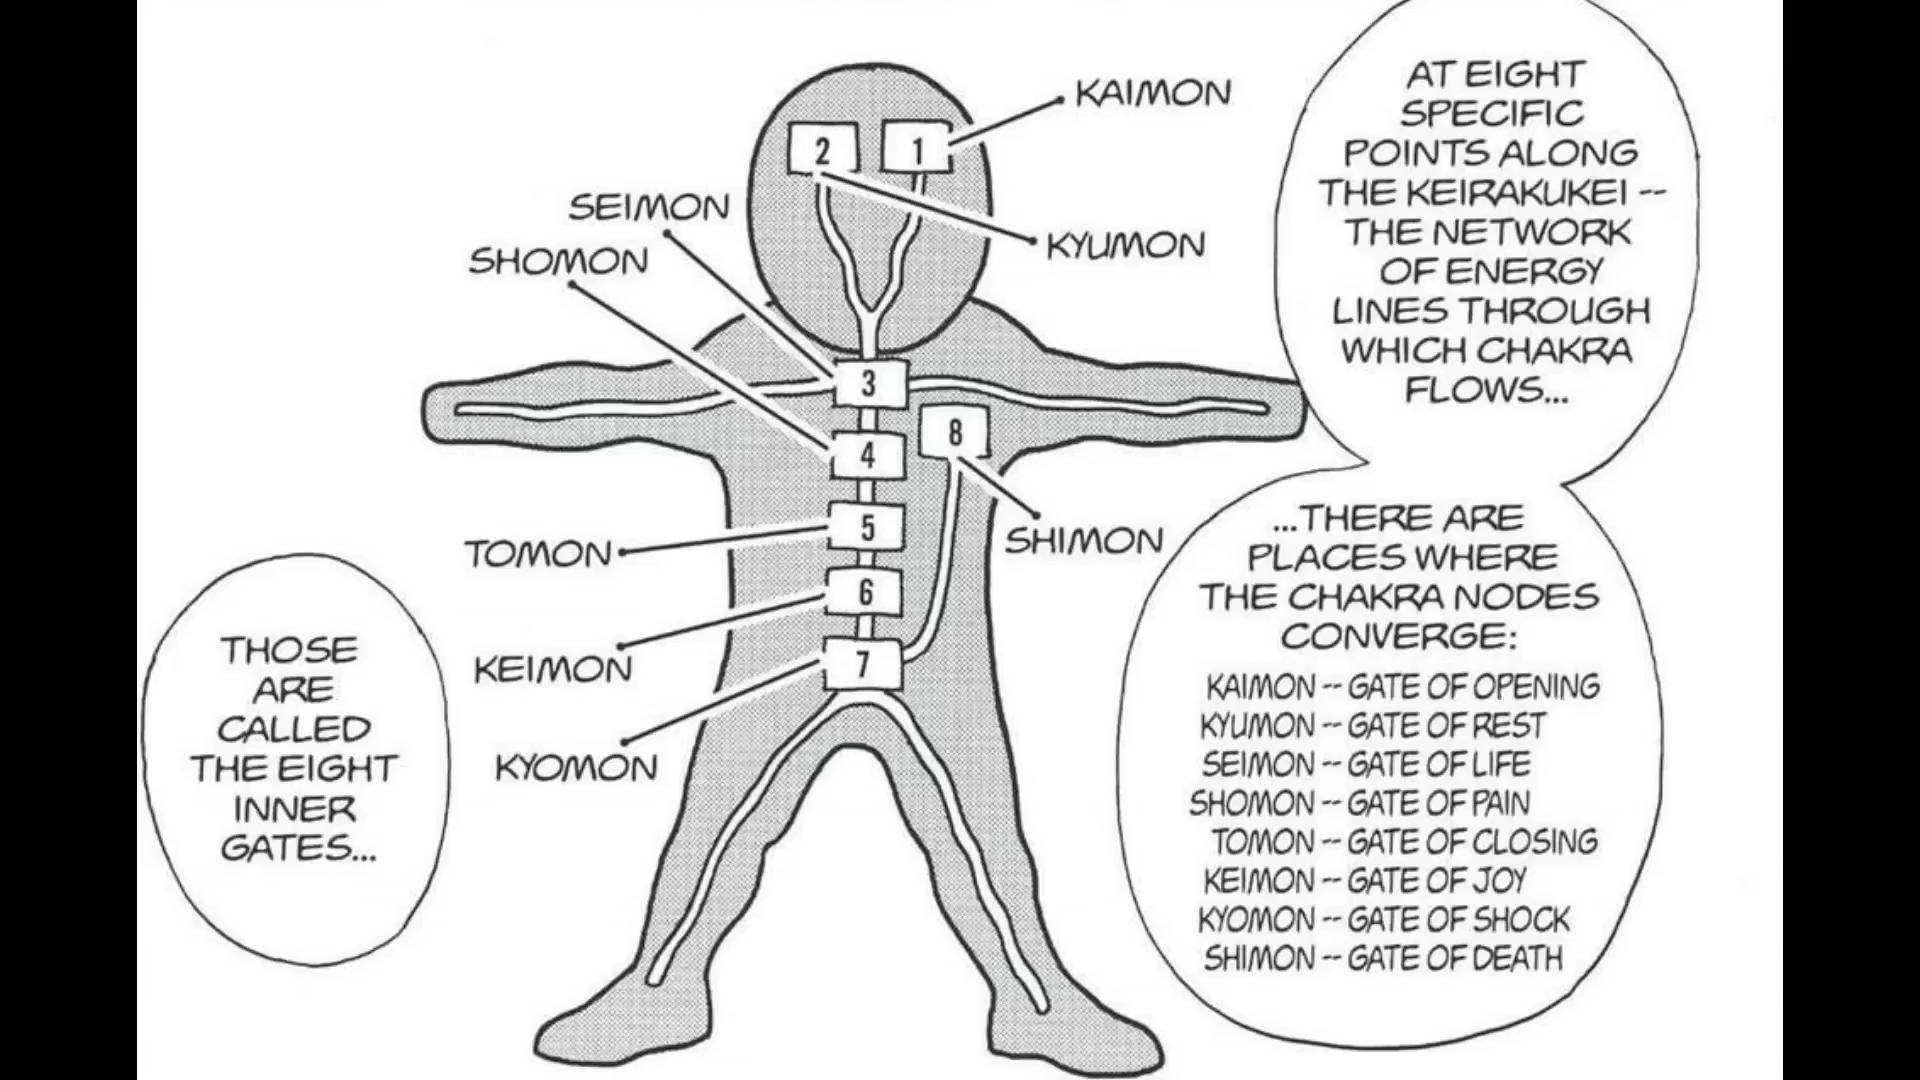 AT EIGHT
SPECIFIC
POINTS ALONG
THE KEIRAKUKEI --
THE NETWORK
OF ENERGY
LINES THROUGH
WHICH CHAKRA
FLOWS...
...THERE ARE
PLACES WHERE
THE CHAKRA NODES
CONVERGE:
KAIMON -- GATE OF OPENING
KYUMON -- GATE OF REST
SEIMON -- GATE OF LIFE
SHOMON -- GATE OF PAIN
TOMON -- GATE OF CLOSING
KEIMON -- GATE OF JOY
KYOMON -- GATE OF SHOCK
SHIMON -- GATE OF DEATH
KAIMON
2
1
SEIMON
KYUMON
SHOMON
3
8
4
5
SHIMON
TOMON
6
KEIMON
7
KYOMON
THOSE
ARE
CALLED
THE EIGHT
INNER
GATES...